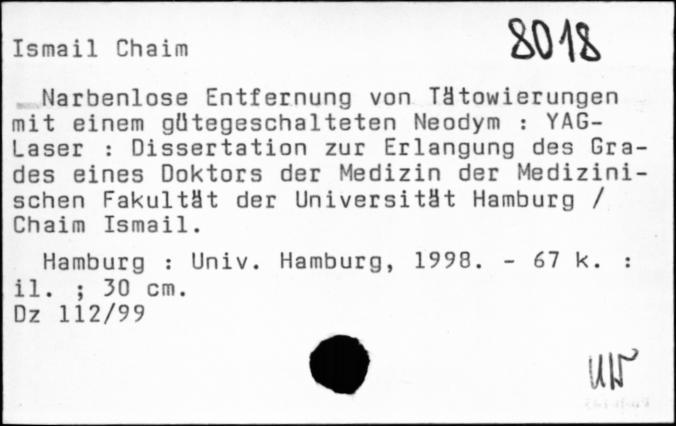 Ismail Chaim
8018
Narbenlose Entfernung von Tätowierungen
mit einem gütegeschalteten Neodym : YAG-
Laser : Dissertation zur Erlangung des Gra-
des eines Doktors der Medizin der Medizini-
schen Fakultät der Universität Hamburg /
Chaim Ismail.
Hamburg : Univ. Hamburg, 1998. - 67 k. :
il. ; 30 cm.
Dz 112/99
UW